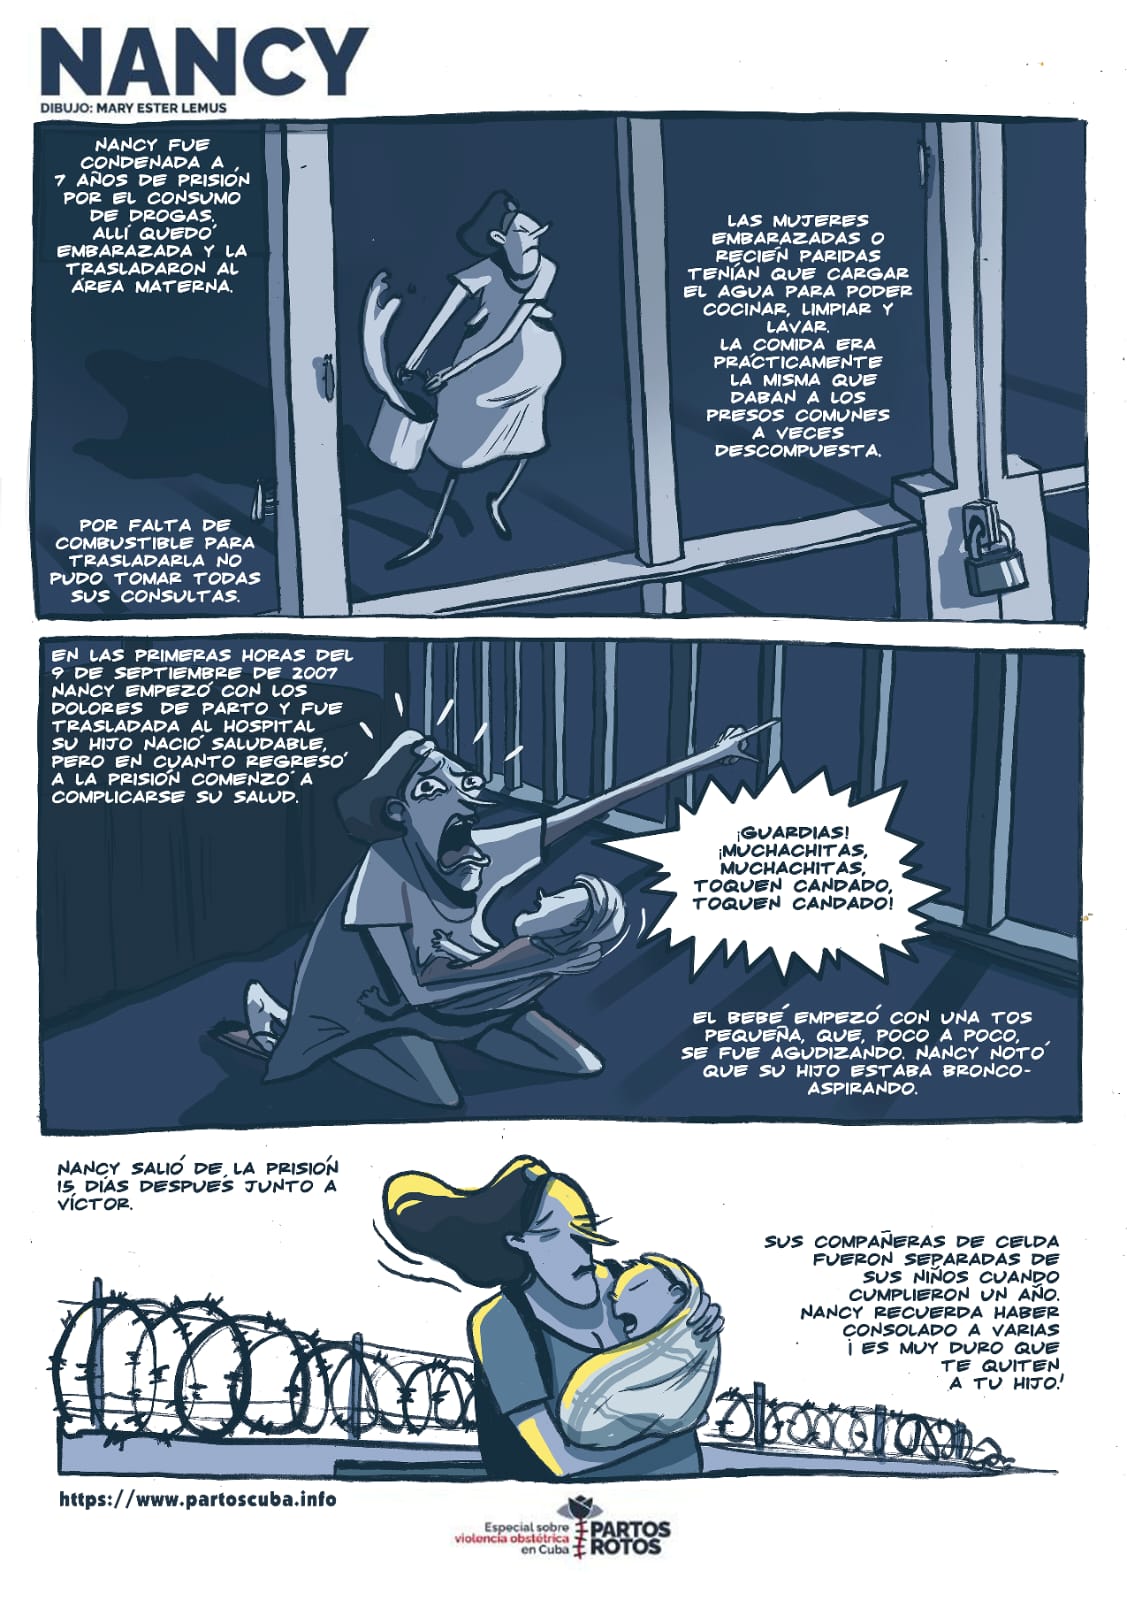 NANCY
DIBUJO: MARY ESTER LEMUS
NANCY FUE
CONDENADA A
7 AÑOS DE PRISIÓN
POR EL CONSUMO
DE DROGAS.
ALLÍ QUEDÓ
EMBARAZADA Y LA
TRASLADARON AL
ÁREA MATERNA.
LAS MUJERES
EMBARAZADAS O
RECIÉN PARIDAS
TENÍAN QUE CARGAR
EL AGUA PARA PODER
COCINAR, LIMPIAR Y
LAVAR.
LA COMIDA ERA
PRÁCTICAMENTE
LA MISMA QUE
DABAN A LOS
PRESOS COMUNES
A VECES
DESCOMPUESTA.
POR FALTA DE
COMBUSTIBLE PARA
TRASLADARLA NO
PUDO TOMAR TODAS
SUS CONSULTAS.
EN LAS PRIMERAS HORAS DEL
9 DE SEPTIEMBRE DE 2007
NANCY EMPEZÓ CON LOS
DOLORES DE PARTO Y FUE
TRASLADADA AL HOSPITAL
SU HIJO NACIÓ SALUDABLE,
PERO EN CUANTO REGRESÓ
A LA PRISIÓN COMENZÓ A
COMPLICARSE SU SALUD.
¡GUARDIAS!
¡MUCHACHITAS,
MUCHACHITAS,
TOQUEN CANDADO,
TOQUEN CANDADO!
EL BEBÉ EMPEZÓ CON UNA TOS
PEQUEÑA, QUE, POCO A POCO,
SE FUE AGUDIZANDO. NANCY NOTÓ
QUE SU HIJO ESTABA BRONCO-
ASPIRANDO.
NANCY SALIÓ DE LA PRISIÓN
15 DÍAS DESPUÉS JUNTO A
VÍCTOR.
SUS COMPAÑERAS DE CELDA
FUERON SEPARADAS DE
SUS NIÑOS CUANDO
CUMPLIERON UN AÑO.
NANCY RECUERDA HABER
CONSOLADO A VARIAS
¡ ES MUY DURO QUE
TE QUITEN
A TU HIJO!
https://www.partoscuba.info
Especial sobre
violencia obstétrica
en Cuba
PARTOS
ROTOS